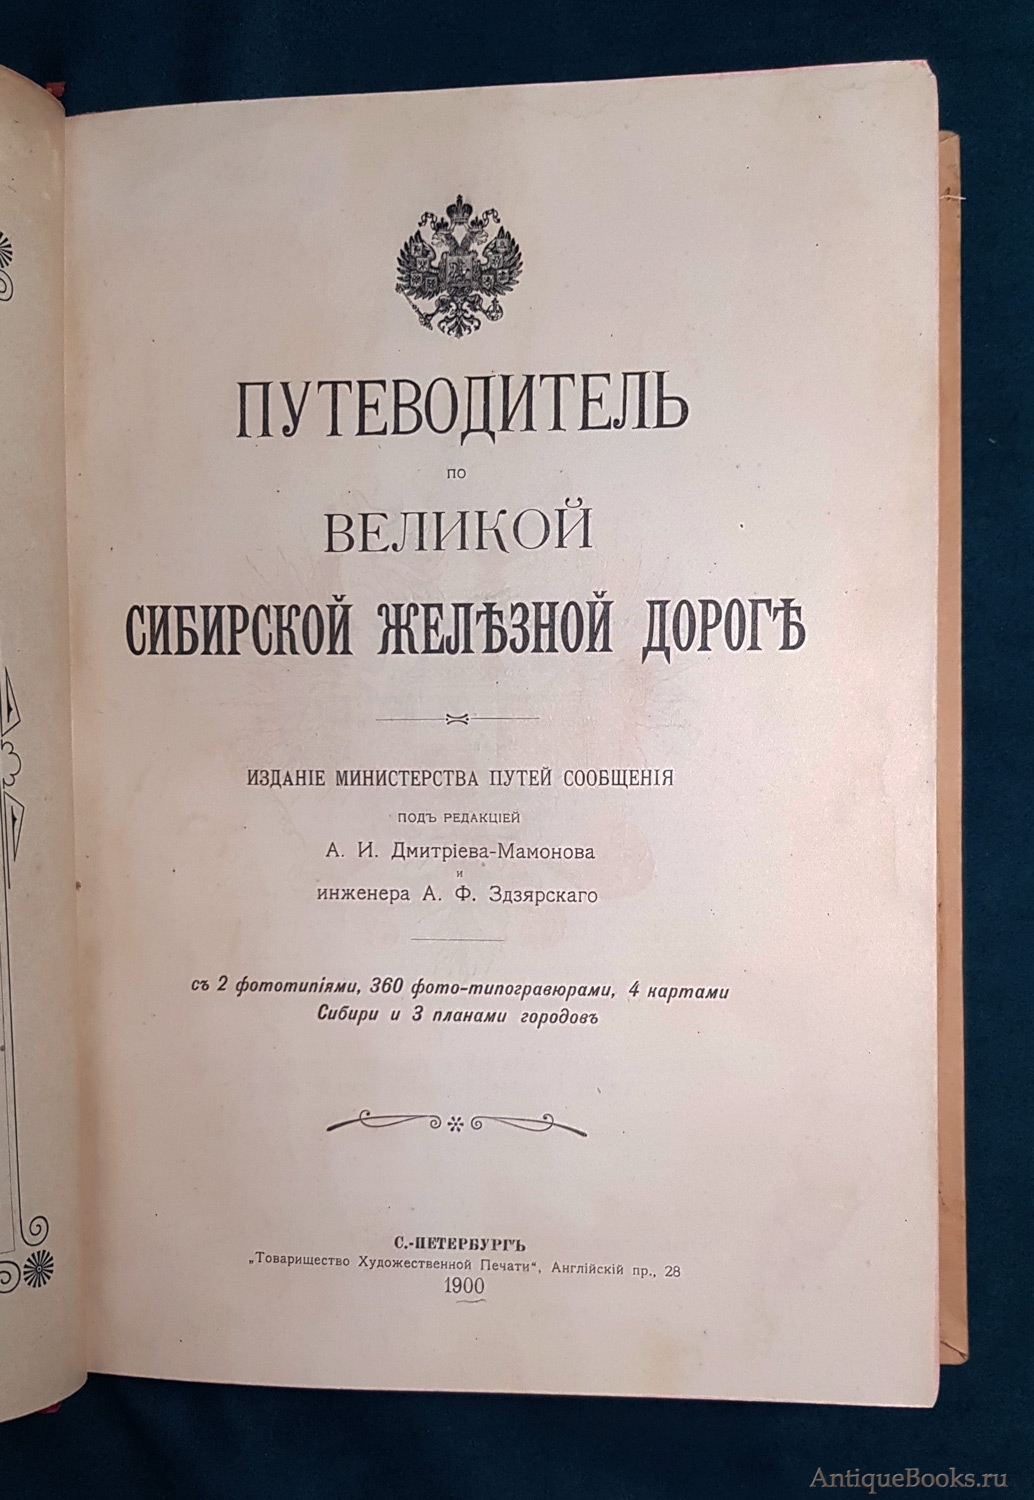 ПУТЕВОДИТЕЛЬ
ПО
ВЕЛИКОЙ
СИБИРСКОЙ ЖЕЛѢЗНОЙ ДОРОГѢ
ИЗДАНІЕ МИНИСТЕРСТВА ПУТЕЙ СООБЩЕНІЯ
ПОДЪ РЕДАКЦІЕЙ
А. И. Дмитріева-Мамонова
и
инженера А. Ф. Здзярскаго
съ 2 фототипіями, 360 фото-типогравюрами, 4 картами
Сибири и 3 планами городовъ
С.-ПЕТЕРБУРГЪ
„Товарищество Художественной Печати“, Англійскій пр., 28
1900
AntiqueBooks.ru